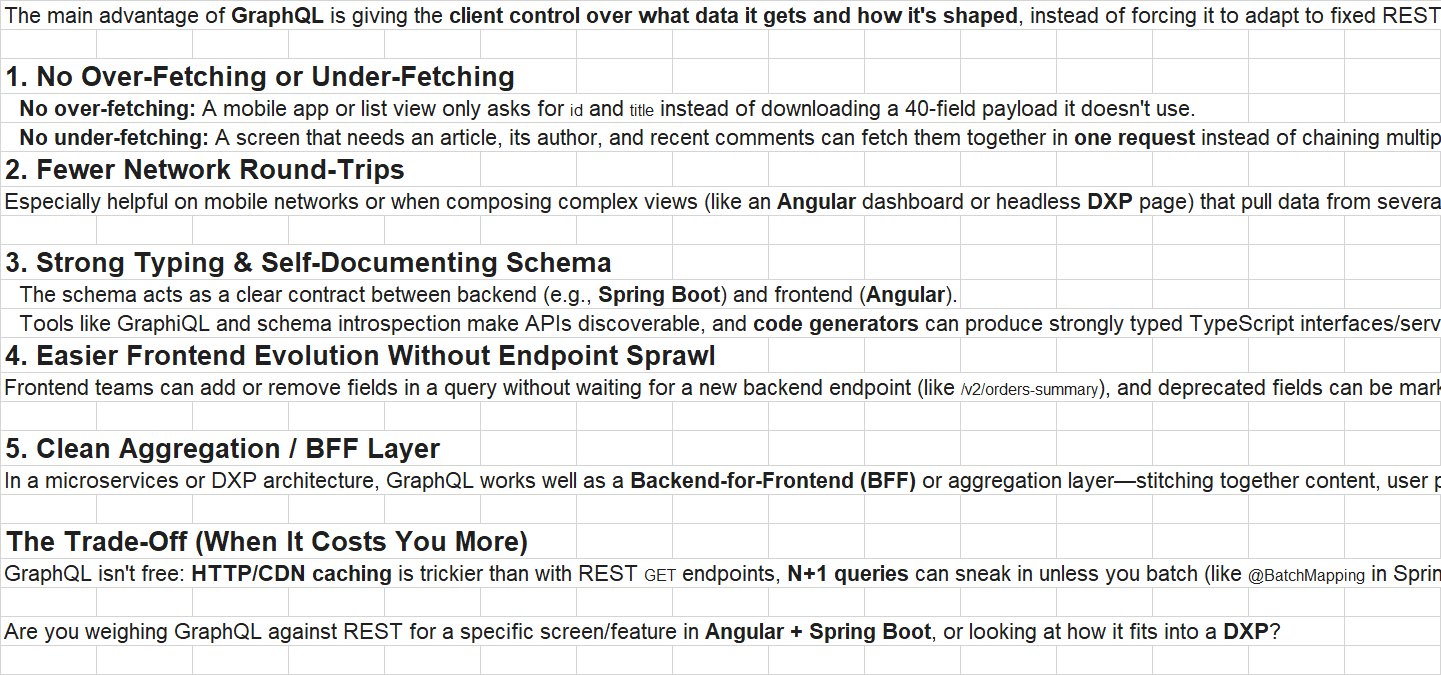 The main advantage of GraphQL is giving the client control over what data it gets and how it's shaped, instead of forcing it to adapt to fixed REST
1. No Over-Fetching or Under-Fetching
No over-fetching: A mobile app or list view only asks for id and title instead of downloading a 40-field payload it doesn't use.
No under-fetching: A screen that needs an article, its author, and recent comments can fetch them together in one request instead of chaining multip
2. Fewer Network Round-Trips
Especially helpful on mobile networks or when composing complex views (like an Angular dashboard or headless DXP page) that pull data from severa
3. Strong Typing & Self-Documenting Schema
The schema acts as a clear contract between backend (e.g., Spring Boot) and frontend (Angular).
Tools like GraphiQL and schema introspection make APIs discoverable, and code generators can produce strongly typed TypeScript interfaces/serv
4. Easier Frontend Evolution Without Endpoint Sprawl
Frontend teams can add or remove fields in a query without waiting for a new backend endpoint (like /v2/orders-summary), and deprecated fields can be mark
5. Clean Aggregation / BFF Layer
In a microservices or DXP architecture, GraphQL works well as a Backend-for-Frontend (BFF) or aggregation layer—stitching together content, user p
The Trade-Off (When It Costs You More)
GraphQL isn't free: HTTP/CDN caching is trickier than with REST GET endpoints, N+1 queries can sneak in unless you batch (like @BatchMapping in Sprin
Are you weighing GraphQL against REST for a specific screen/feature in Angular + Spring Boot, or looking at how it fits into a DXP?